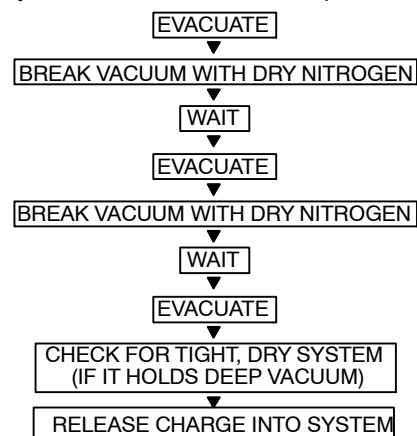 EVACUATE
BREAK VACUUM WITH DRY NITROGEN
WAIT
EVACUATE
BREAK VACUUM WITH DRY NITROGEN
WAIT
EVACUATE
CHECK FOR TIGHT, DRY SYSTEM
(IF IT HOLDS DEEP VACUUM)
RELEASE CHARGE INTO SYSTEM